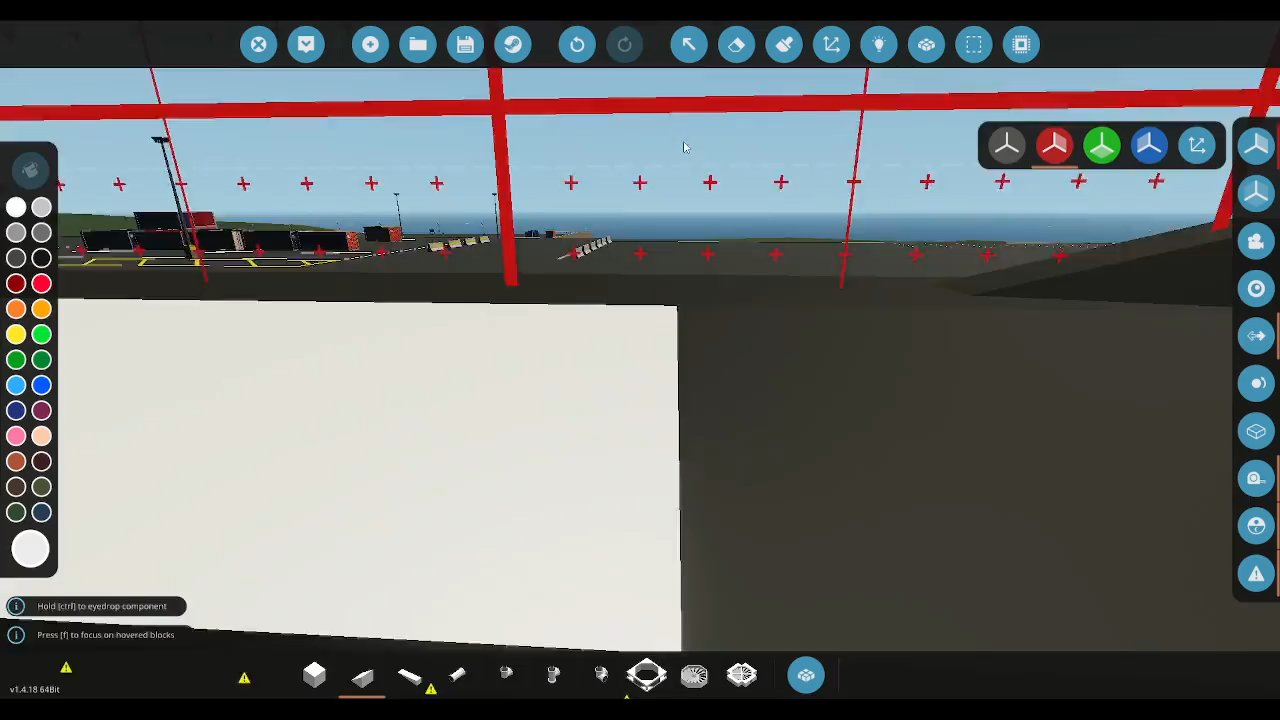 Hold [ctrl] to eyedrop component
Press [f] to focus on hovered blocks
v1.4.18 64Bit